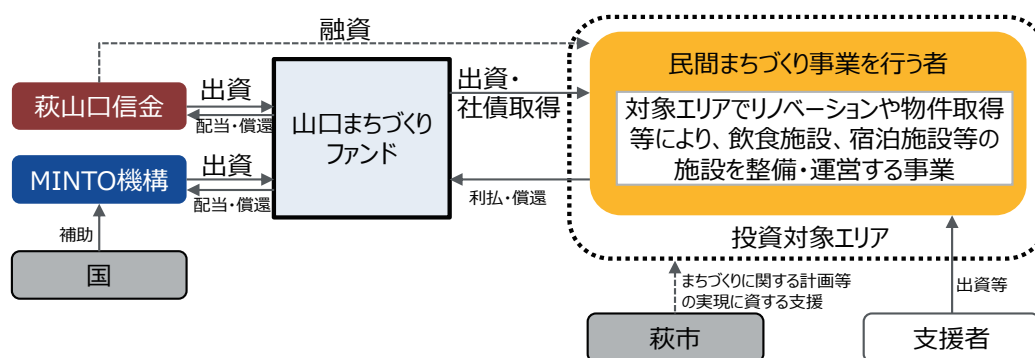 融資
萩山口信金
出資
配当・償還
MINTO機構
出資
配当・償還
補助
国
山口まちづくり
ファンド
出資・
社債取得
利払・償還
民間まちづくり事業を行う者
対象エリアでリノベーションや物件取得
等により、飲食施設、宿泊施設等の
施設を整備・運営する事業
投資対象エリア
まちづくりに関する計画等
の実現に資する支援
萩市
出資等
支援者